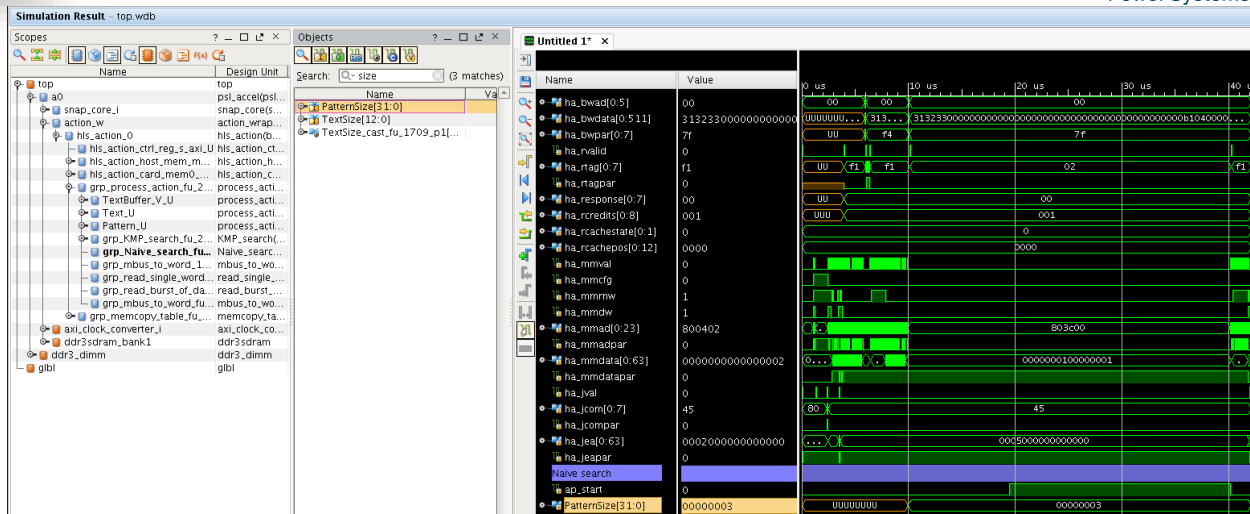 Power Systems
Simulation Result - top.wdb
Scopes
Name Design Unit
top top
a0 psl_accel(psl...
snap_core_i snap_core(s...
action_w action_wrap...
hls_action_0 hls_action(b...
hls_action_ctrl_reg_s_axi_U hls_action_ct...
hls_action_host_mem_m... hls_action_h...
hls_action_card_mem0_... hls_action_c...
grp_process_action_fu_2... process_acti...
TextBuffer_V_U process_acti...
Text_U process_acti...
Pattern_U process_acti...
grp_KMP_search_fu_2... KMP_search(...
grp_Naive_search_fu... Naive_searc...
grp_mbus_to_word_1... mbus_to_wo...
grp_read_single_word... read_single_...
grp_read_burst_of_da... read_burst_...
grp_mbus_to_word_fu... mbus_to_wo...
grp_memcopy_table_fu_... memcopy_ta...
axi_clock_converter_i axi_clock_co...
ddr3sdram_bank1 ddr3sdram
ddr3_dimm ddr3_dimm
glbl glbl
Objects
Search: size (3 matches)
Name Va
PatternSize[31:0]
TextSize[12:0]
TextSize_cast_fu_1709_p1[...
Untitled 1*
Name Value
0 us 10 us 20 us 30 us 40 u
ha_bwad[0:5] 00 00 00 00
ha_bwdata[0:511] 313233000000000000 UUUUUUU... 313...
ha_bwpar[0:7] 7f UU f4 7f
ha_rvalid 0
ha_rtag[0:7] f1 UU f1 f1 02 f1
ha_rtagpar 0
ha_response[0:7] 00 UU 00
ha_rcredits[0:8] 001 UUU 001
ha_rcachestate[0:1] 0 0
ha_rcachepos[0:12] 0000 0000
ha_mmval 0
ha_mmcfg 0
ha_mmrnw 1
ha_mmdw 1
ha_mmad[0:23] 800402 . 803c00
ha_mmadpar 0
ha_mmdata[0:63] 0000000000000002 0... . 0000000100000001 .
ha_mmdatapar 0
ha_jval 0
ha_jcom[0:7] 45 80 45
ha_jcompar 0
ha_jea[0:63] 0002000000000000 ... 0005000000000000
ha_jeapar 0
Naive search
ap_start 0
PatternSize[31:0] 00000003 UUUUUUUU 00000003